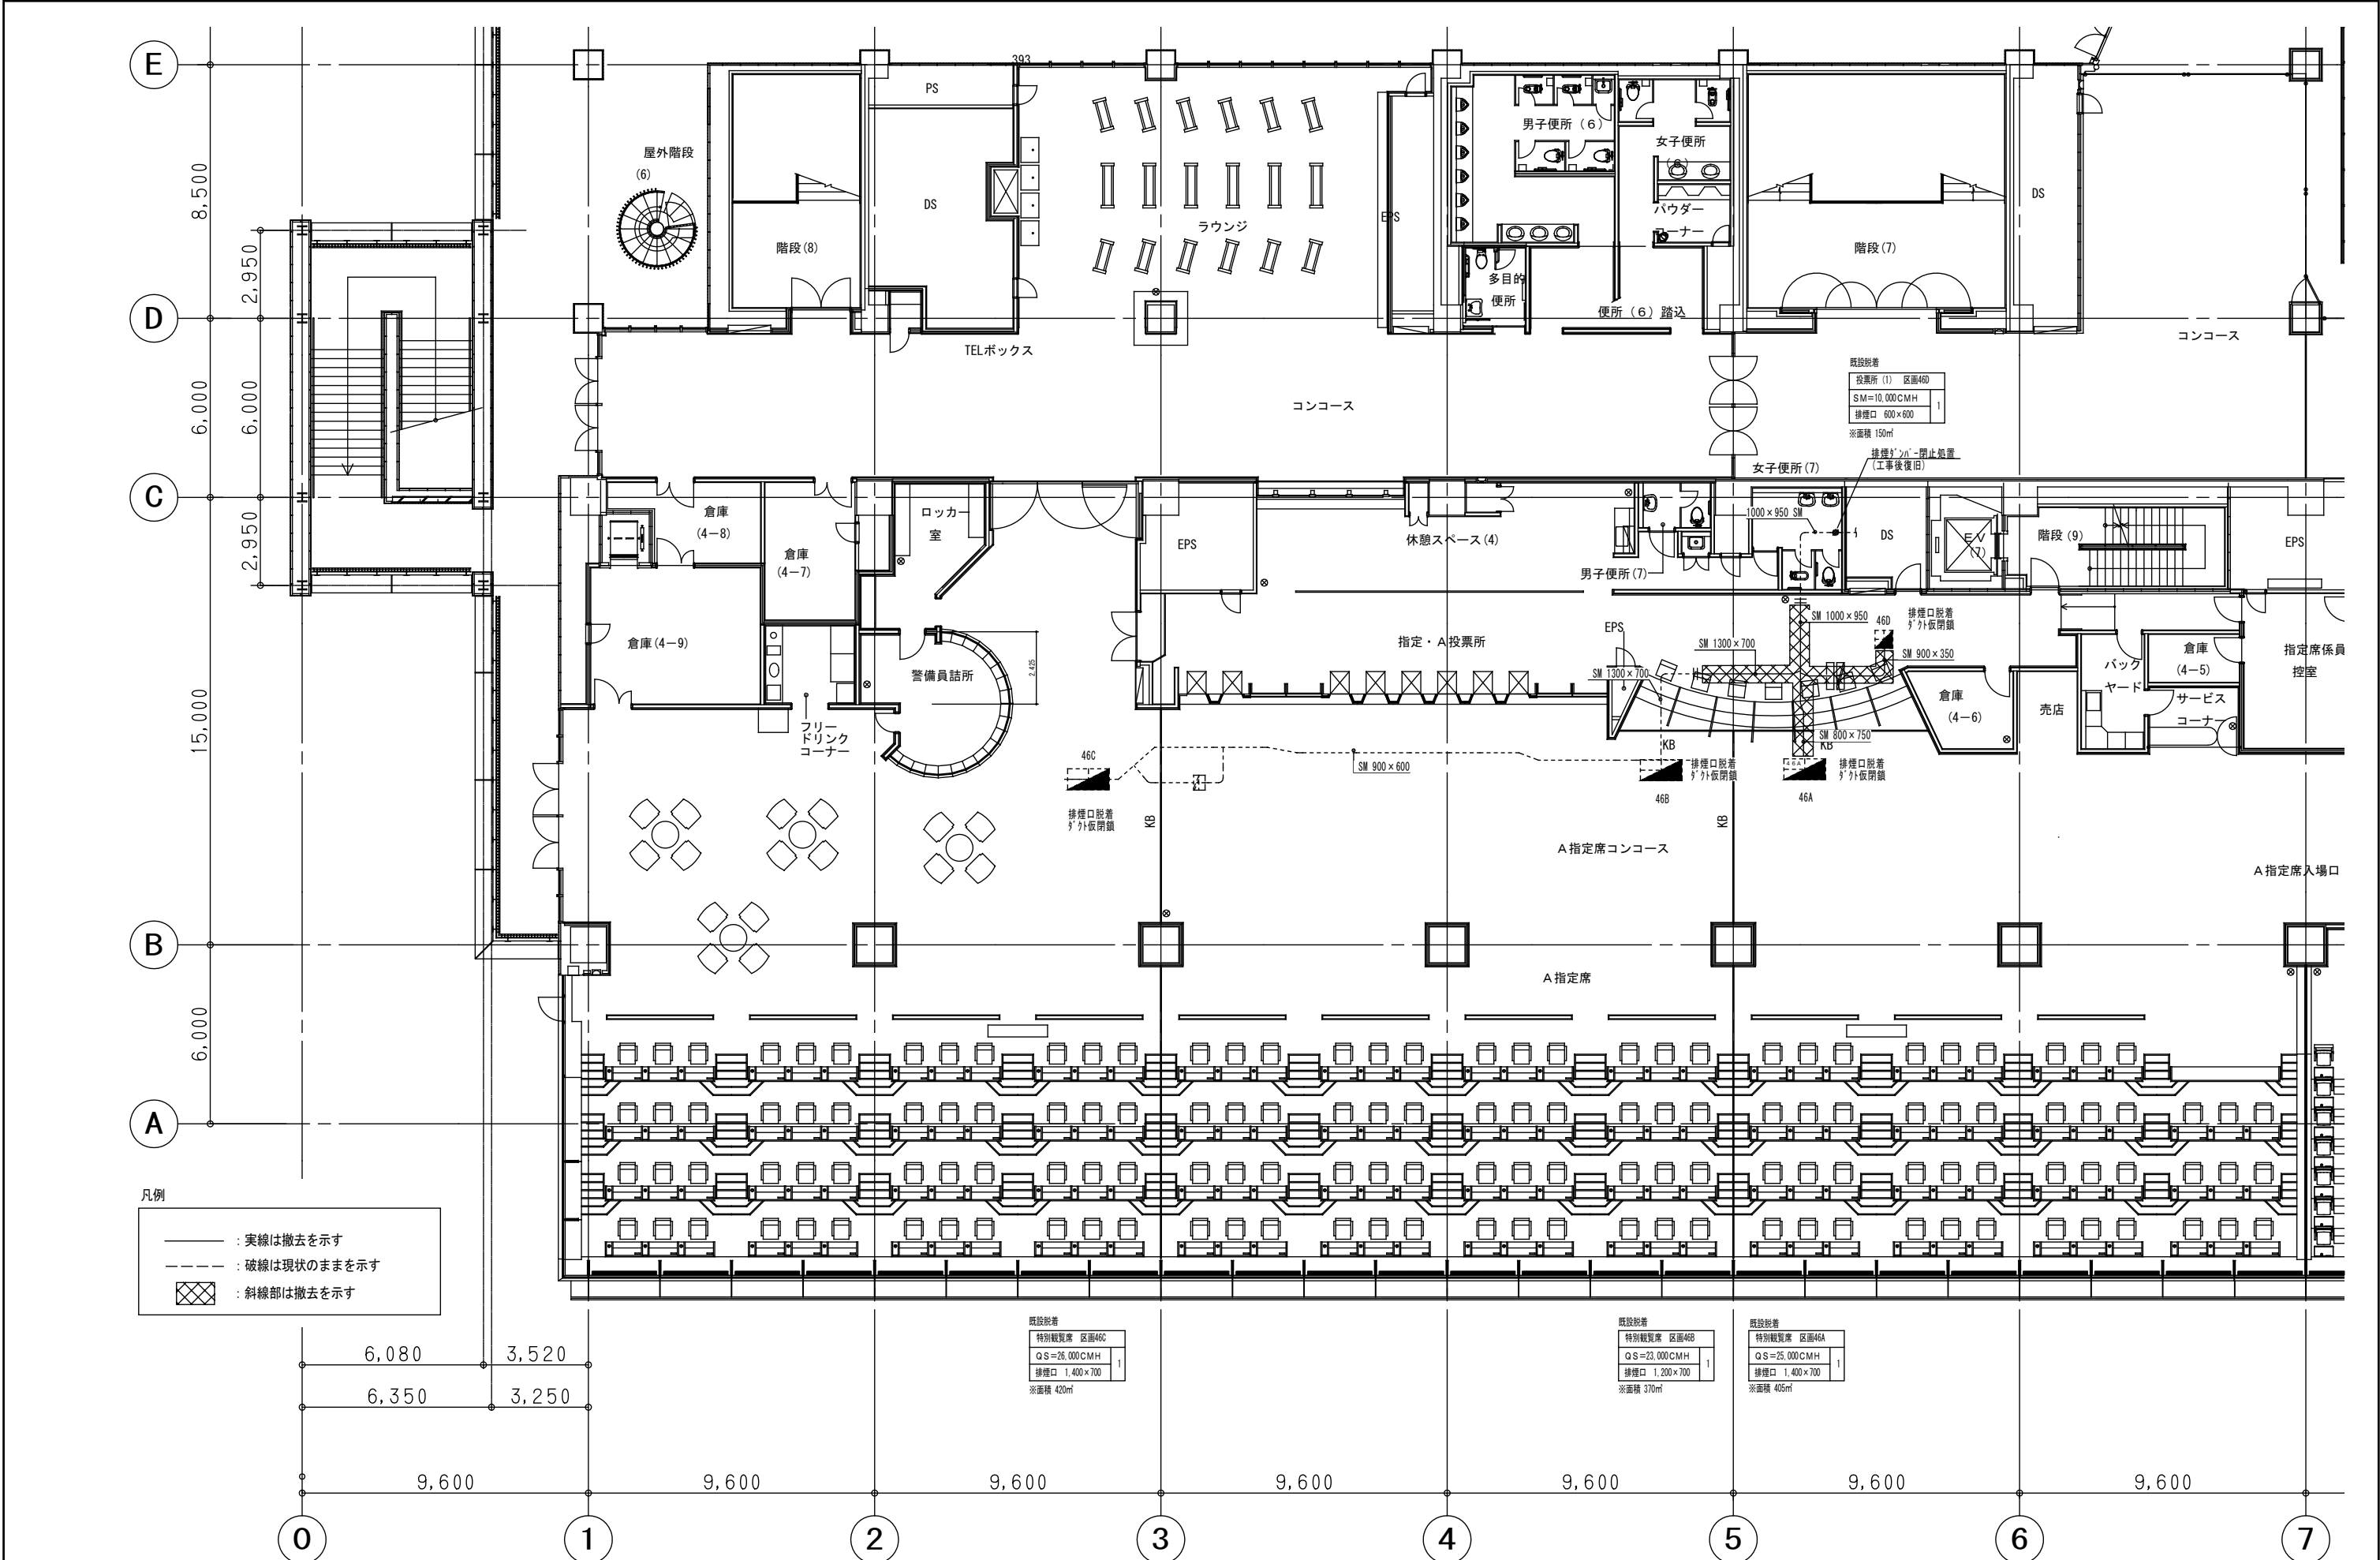 E
8,500
2,950
D
6,000
6,000
C
2,950
15,000
B
6,000
A
393
屋外階段
(6)
PS
DS
階段(8)
ラウンジ
EPS
男子便所(6)
女子便所
(6)
パウダー
コーナー
多目的
便所
便所(6)踏込
階段(7)
DS
コンコース
TELボックス
コンコース
既設脱着
投票所(1) 区画46D
SM=10,000CMH
1
排煙口 600×600
※面積 150㎡
女子便所(7)
排煙ダンパー閉止処置
(工事後復旧)
倉庫
(4-8)
倉庫
(4-7)
ロッカー
室
EPS
休憩スペース(4)
男子便所(7)
1000×950 SM
DS
EV
(7)
階段(9)
EPS
倉庫(4-9)
警備員詰所
2,425
フリー
ドリンク
コーナー
指定・A投票所
EPS
SM 1300×700
SM 1300×700
SM 1000×950
46D
排煙口脱着
ダクト仮閉鎖
SM 900×350
倉庫
(4-6)
売店
バック
ヤード
倉庫
(4-5)
サービス
コーナー
指定席係員
控室
SM 800×750
KB
KB
46C
排煙口脱着
ダクト仮閉鎖
SM 900×600
排煙口脱着
ダクト仮閉鎖
46B
46A
排煙口脱着
ダクト仮閉鎖
46A
KB
KB
A指定席コンコース
A指定席入場口
A指定席
凡例
:実線は撤去を示す
:破線は現状のままを示す
:斜線部は撤去を示す
既設脱着
特別観覧席 区画46C
QS=26,000CMH
1
排煙口 1,400×700
※面積 420㎡
既設脱着
特別観覧席 区画46B
QS=23,000CMH
1
排煙口 1,200×700
※面積 370㎡
既設脱着
特別観覧席 区画46A
QS=25,000CMH
1
排煙口 1,400×700
※面積 405㎡
6,080
3,520
6,350
3,250
9,600
9,600
9,600
9,600
9,600
9,600
9,600
0
1
2
3
4
5
6
7